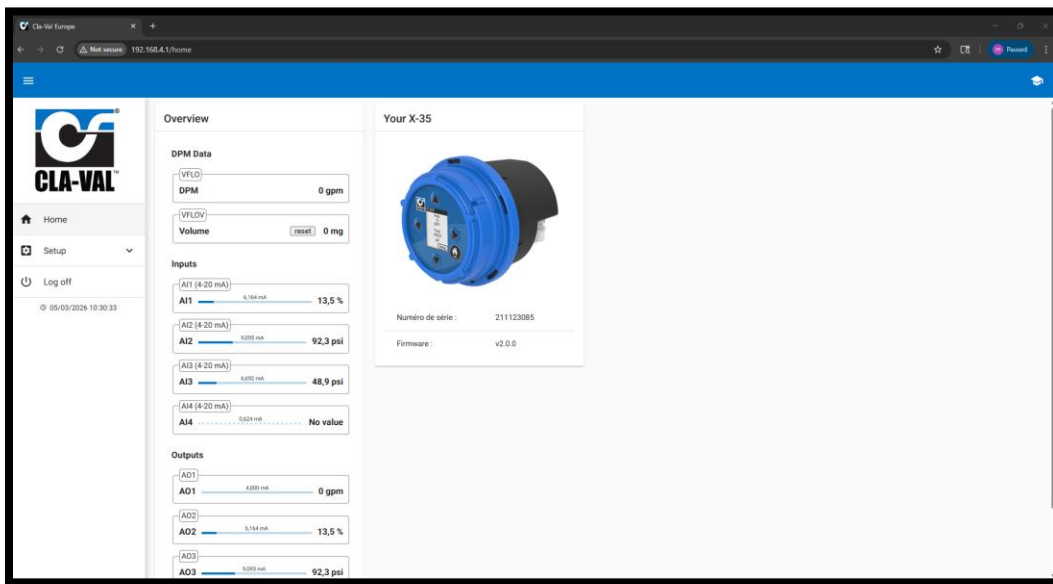 Cla-Val Europe
Not secure 192.168.4.1/home
Paused
CLA-VAL™
Home
Setup
Log off
05/03/2026 10:30:33
Overview
DPM Data
VFLO
DPM 0 gpm
VFLOV
Volume reset 0 mg
Inputs
AI1 (4-20 mA)
AI1 6,164 mA 13,5 %
AI2 (4-20 mA)
AI2 9,095 mA 92,3 psi
AI3 (4-20 mA)
AI3 6,692 mA 48,9 psi
AI4 (4-20 mA)
AI4 0,624 mA No value
Outputs
AO1
AO1 4,000 mA 0 gpm
AO2
AO2 6,164 mA 13,5 %
AO3
AO3 9,093 mA 92,3 psi
Your X-35
Numéro de série : 211123085
Firmware : v2.0.0